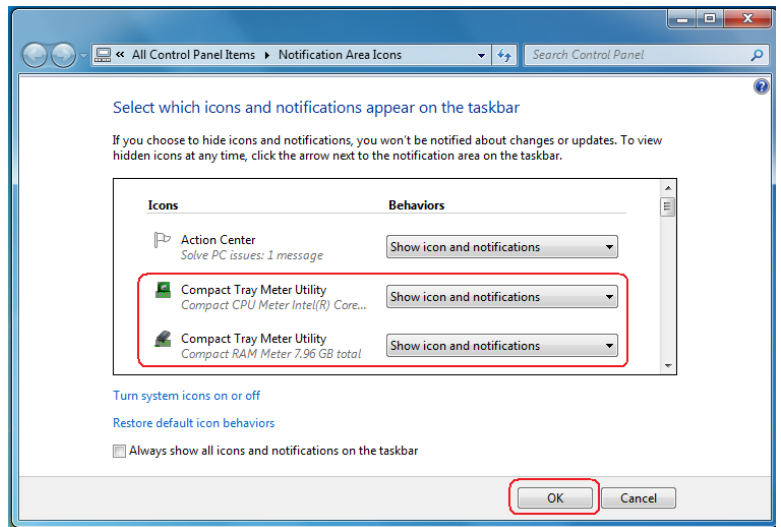 « All Control Panel Items ▸ Notification Area Icons
Search Control Panel
Select which icons and notifications appear on the taskbar
If you choose to hide icons and notifications, you won't be notified about changes or updates. To view
hidden icons at any time, click the arrow next to the notification area on the taskbar.
Icons Behaviors
Action Center
Solve PC issues: 1 message
Show icon and notifications
Compact Tray Meter Utility
Compact CPU Meter Intel(R) Core...
Show icon and notifications
Compact Tray Meter Utility
Compact RAM Meter 7.96 GB total
Show icon and notifications
Turn system icons on or off
Restore default icon behaviors
Always show all icons and notifications on the taskbar
OK Cancel